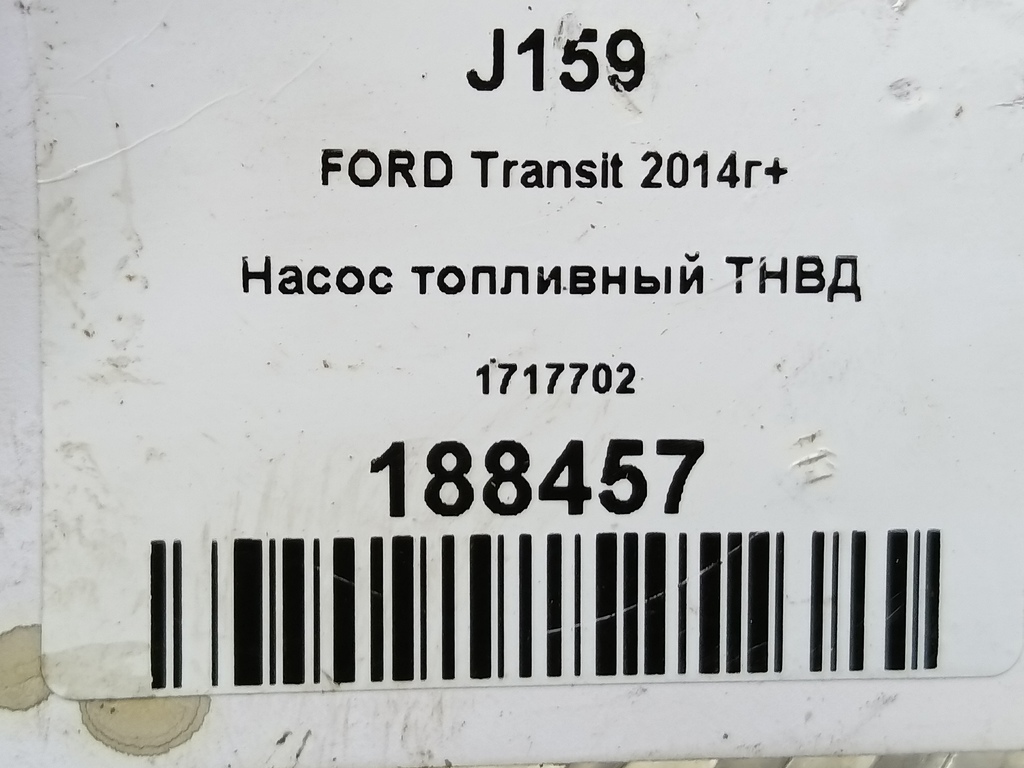 J159
FORD Transit 2014г+
Насос топливный ТНВД
1717702
188457